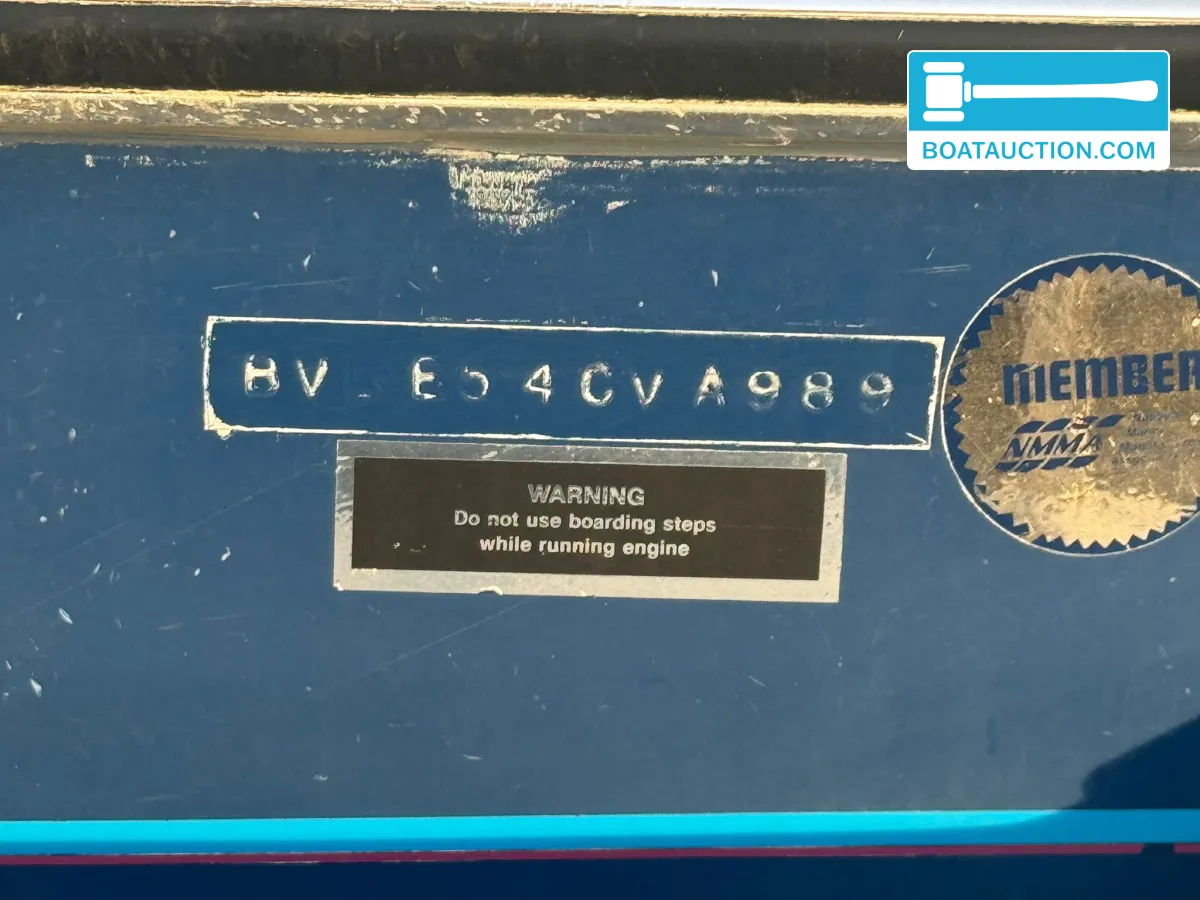 BOATAUCTION.COM
BV E54CVA989
MEMBER
NMMA
WARNING
Do not use boarding steps
while running engine